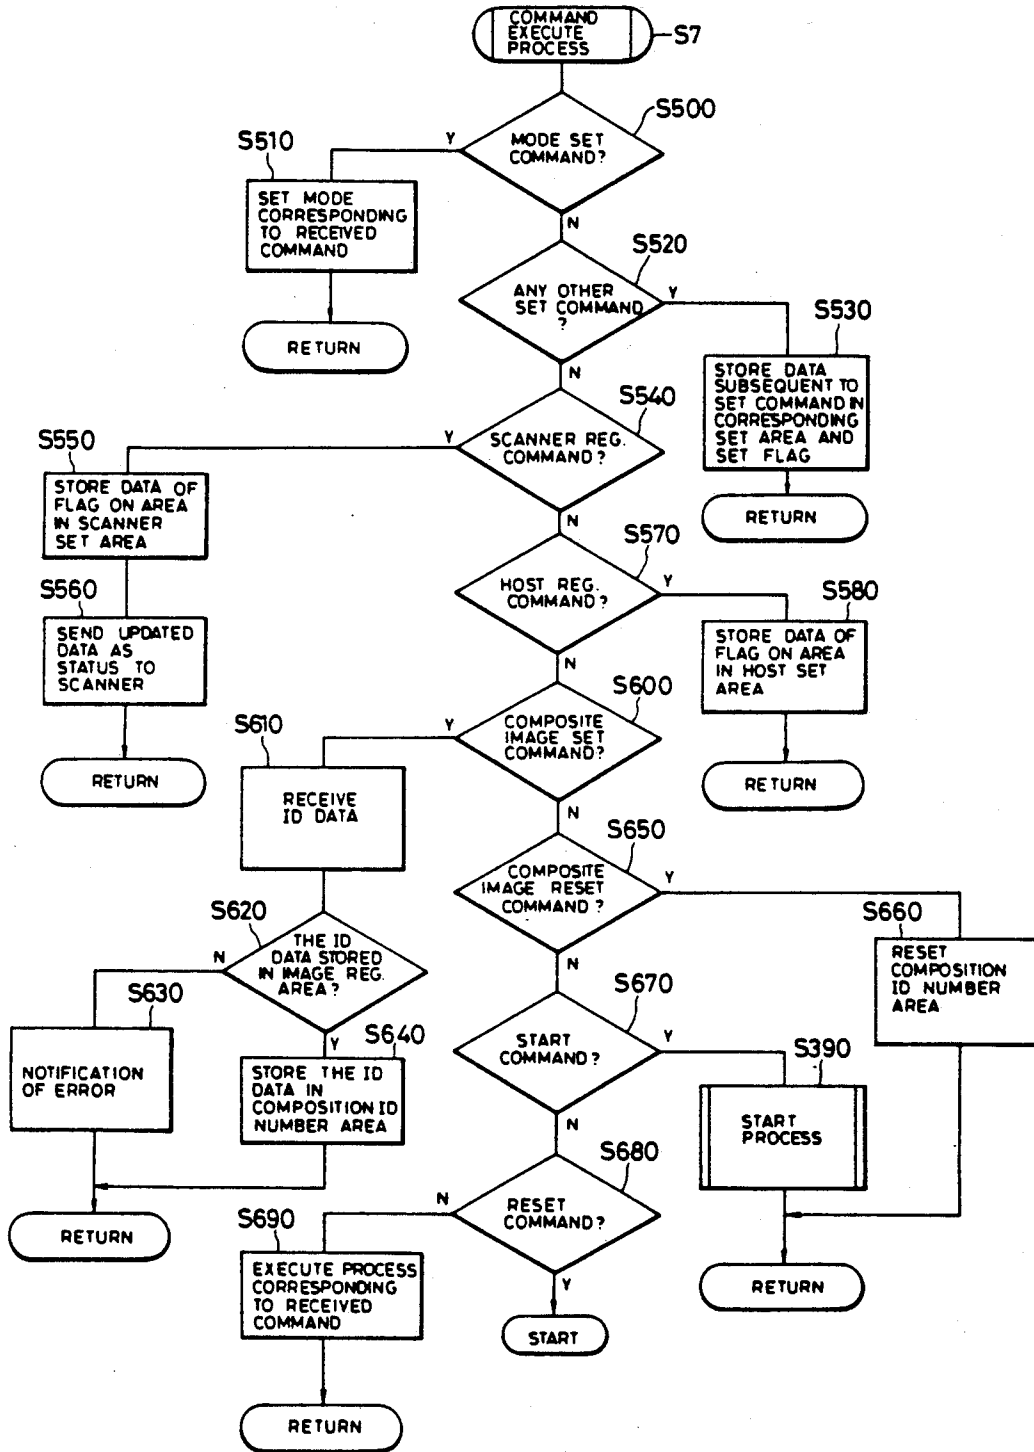 COMMAND
EXECUTE
PROCESS
S7
S500
MODE SET
COMMAND?
Y
N
S510
SET MODE
CORRESPONDING
TO RECEIVED
COMMAND
RETURN
S520
ANY OTHER
SET COMMAND
?
Y
N
S530
STORE DATA
SUBSEQUENT TO
SET COMMAND IN
CORRESPONDING
SET AREA AND
SET FLAG
RETURN
S540
SCANNER REG.
COMMAND?
Y
N
S550
STORE DATA OF
FLAG ON AREA
IN SCANNER
SET AREA
S560
SEND UPDATED
DATA AS
STATUS TO
SCANNER
RETURN
S570
HOST REG.
COMMAND?
Y
N
S580
STORE DATA OF
FLAG ON AREA
IN HOST SET
AREA
RETURN
S600
COMPOSITE
IMAGE SET
COMMAND?
Y
N
S610
RECEIVE
ID DATA
S620
THE ID
DATA STORED
IN IMAGE REG.
AREA?
N
Y
S630
NOTIFICATION
OF ERROR
S640
STORE THE ID
DATA IN
COMPOSITION ID
NUMBER AREA
RETURN
S650
COMPOSITE
IMAGE RESET
COMMAND?
Y
N
S660
RESET
COMPOSITION
ID NUMBER
AREA
S670
START
COMMAND?
Y
N
S390
START
PROCESS
RETURN
S680
RESET
COMMAND?
N
Y
S690
EXECUTE PROCESS
CORRESPONDING
TO RECEIVED
COMMAND
RETURN
START